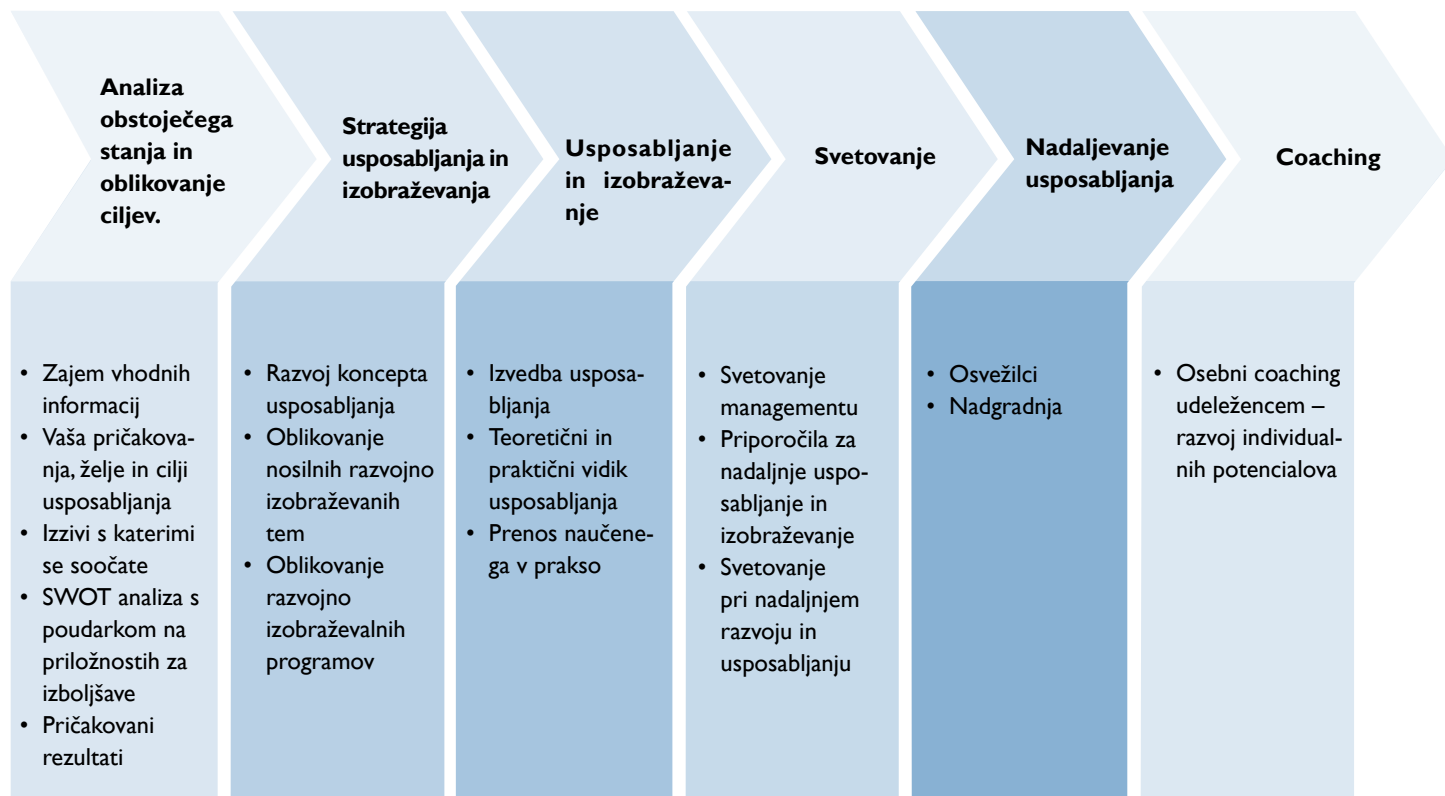 Analiza
obstoječega
stanja in
oblikovanje
ciljev.
Strategija
usposabljanja in
izobraževanja
Usposabljanje
in izobraževa-
nje
Svetovanje
Nadaljevanje
usposabljanja
Coaching
• Zajem vhodnih
informacij
• Vaša pričakova-
nja, želje in cilji
usposabljanja
• Izzivi s katerimi
se soočate
• SWOT analiza s
poudarkom na
priložnostih za
izboljšave
• Pričakovani
rezultati
• Razvoj koncepta
usposabljanja
• Oblikovanje
nosilnih razvojno
izobraževanih
tem
• Oblikovanje
razvojno
izobraževalnih
programov
• Izvedba usposa-
bljanja
• Teoretični in
praktični vidik
usposabljanja
• Prenos naučene-
ga v prakso
• Svetovanje
managementu
• Priporočila za
nadaljnje uspo-
sabljanje in
izobraževanje
• Svetovanje
pri nadaljnjem
razvoju in
usposabljanju
• Osvežilci
• Nadgradnja
• Osebni coaching
udeležencem –
razvoj individual-
nih potencialova